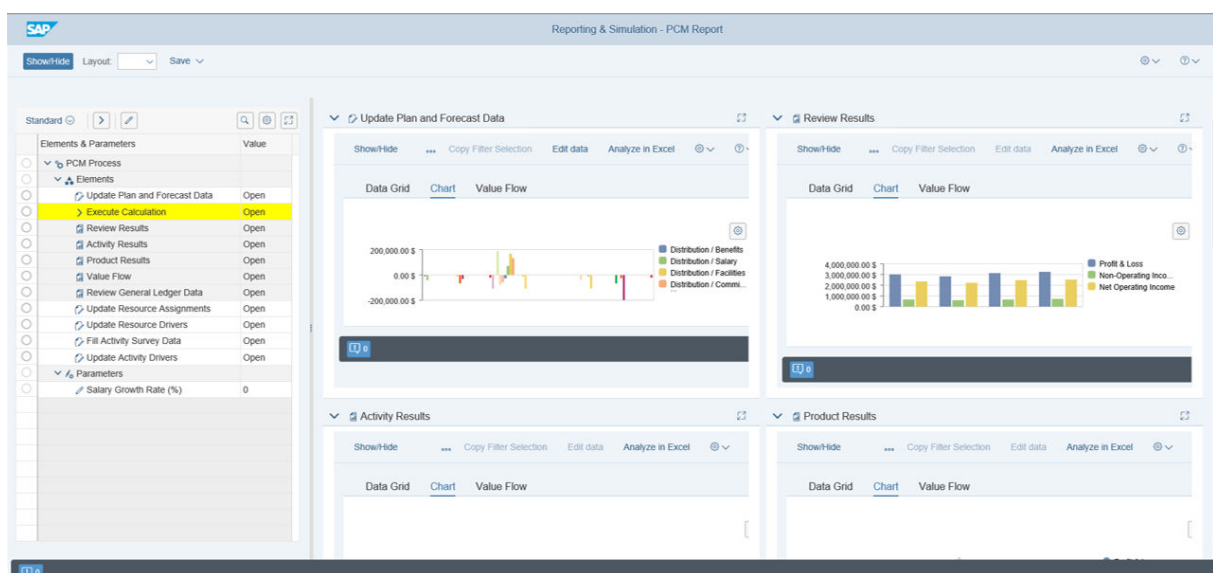 SAP
Reporting & Simulation - PCM Report
Show/Hide Layout: Save
Standard
Elements & Parameters Value
PCM Process
Elements
Update Plan and Forecast Data Open
Execute Calculation Open
Review Results Open
Activity Results Open
Product Results Open
Value Flow Open
Review General Ledger Data Open
Update Resource Assignments Open
Update Resource Drivers Open
Fill Activity Survey Data Open
Update Activity Drivers Open
Parameters
Salary Growth Rate (%) 0
Update Plan and Forecast Data
Show/Hide ... Copy Filter Selection Edit data Analyze in Excel
Data Grid Chart Value Flow
200,000.00 $
0.00 $
-200,000.00 $
Distribution / Benefits
Distribution / Salary
Distribution / Facilities
Distribution / Commi...
...
0
Review Results
Show/Hide ... Copy Filter Selection Edit data Analyze in Excel
Data Grid Chart Value Flow
4,000,000.00 $
3,000,000.00 $
2,000,000.00 $
1,000,000.00 $
0.00 $
Profit & Loss
Non-Operating Inco...
Net Operating Income
0
Activity Results
Show/Hide ... Copy Filter Selection Edit data Analyze in Excel
Data Grid Chart Value Flow
Product Results
Show/Hide ... Copy Filter Selection Edit data Analyze in Excel
Data Grid Chart Value Flow
0